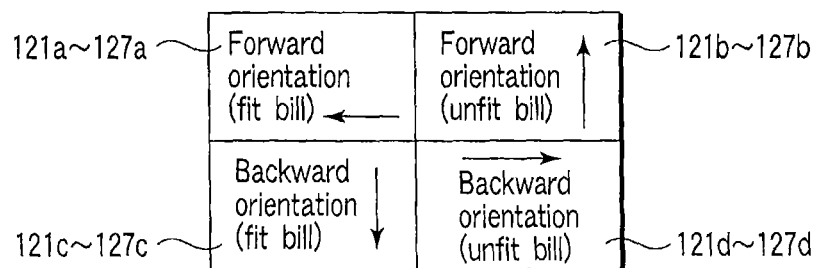 121a~127a
Forward
orientation
(fit bill)
Forward
orientation
(unfit bill)
121b~127b
121c~127c
Backward
orientation
(fit bill)
Backward
orientation
(unfit bill)
121d~127d